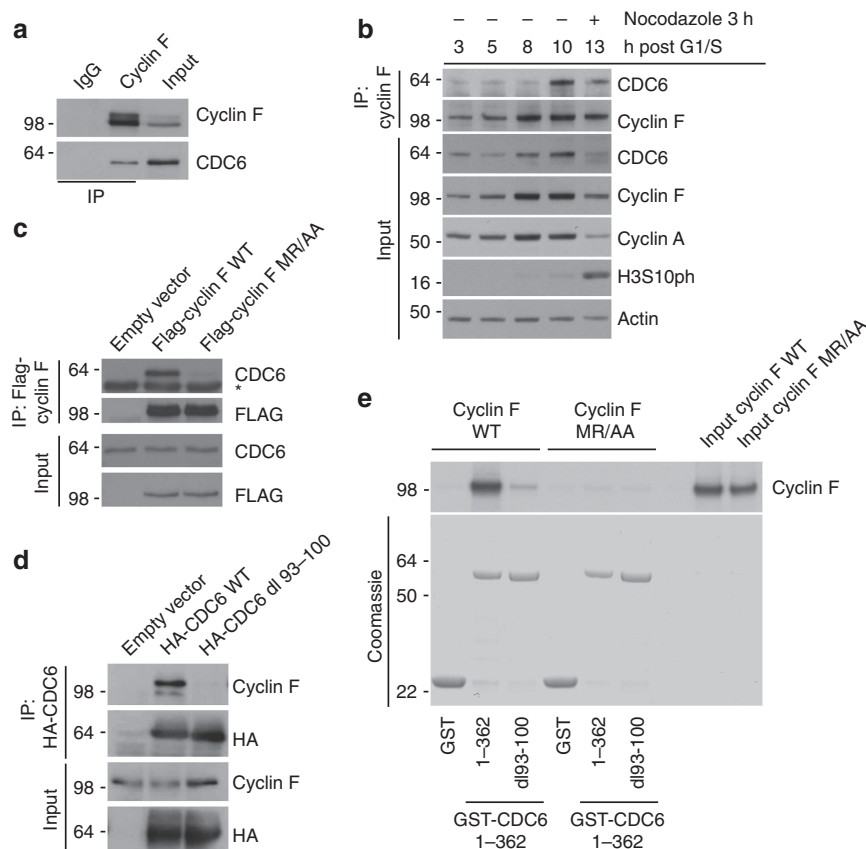 a
IgG
Cyclin F
Input
98 -
Cyclin F
64 -
CDC6
IP
b
– – – – + Nocodazole 3 h
3 5 8 10 13 h post G1/S
IP:
cyclin F
64 -
CDC6
98 -
Cyclin F
Input
64 -
CDC6
98 -
Cyclin F
50 -
Cyclin A
16 -
H3S10ph
50 -
Actin
c
Empty vector
Flag-cyclin F WT
Flag-cyclin F MR/AA
IP: Flag-
cyclin F
64 -
CDC6
*
98 -
FLAG
Input
64 -
CDC6
98 -
FLAG
d
Empty vector
HA-CDC6 WT
HA-CDC6 dl 93–100
IP:
HA-CDC6
98 -
Cyclin F
64 -
HA
Input
98 -
Cyclin F
64 -
HA
e
Cyclin F
WT
Cyclin F
MR/AA
Input cyclin F WT
Input cyclin F MR/AA
98 -
Cyclin F
Coomassie
64 -
50 -
22 -
GST
1–362
dl93-100
GST
1–362
dl93-100
GST-CDC6
1–362
GST-CDC6
1–362